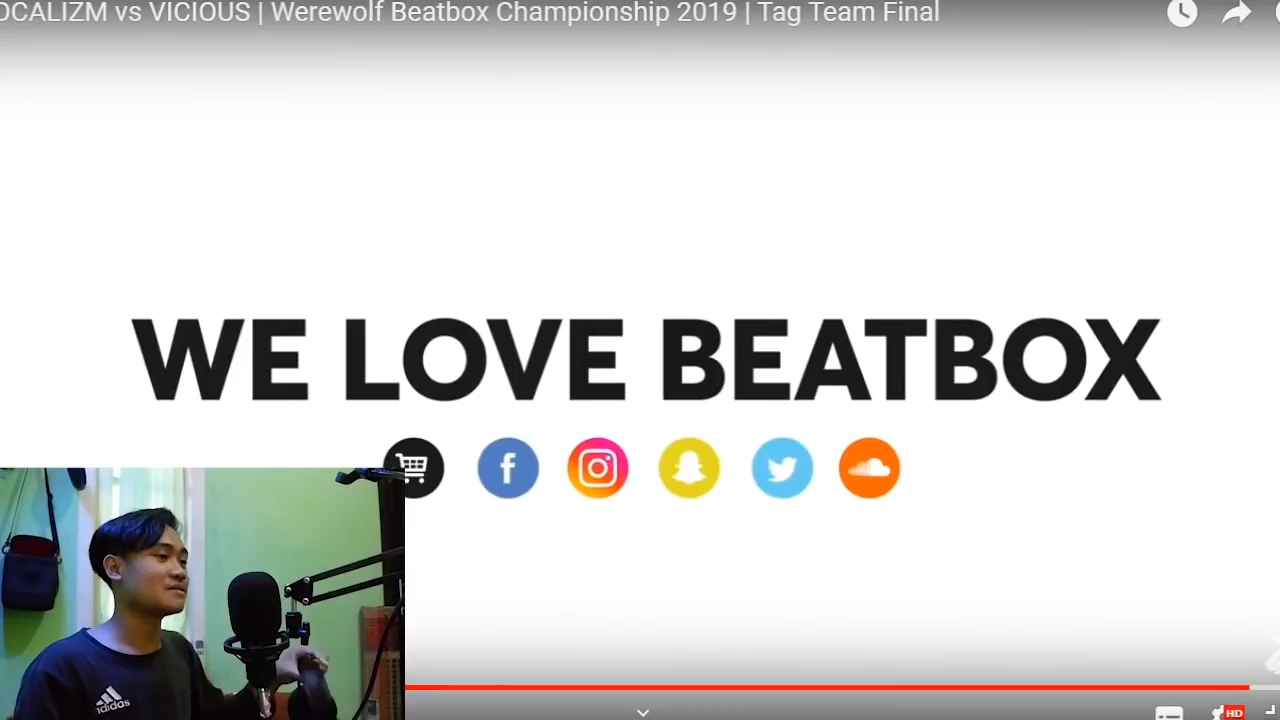 OCALIZM vs VICIOUS | Werewolf Beatbox Championship 2019 | Tag Team Final
WE LOVE BEATBOX
f
adidas
HD